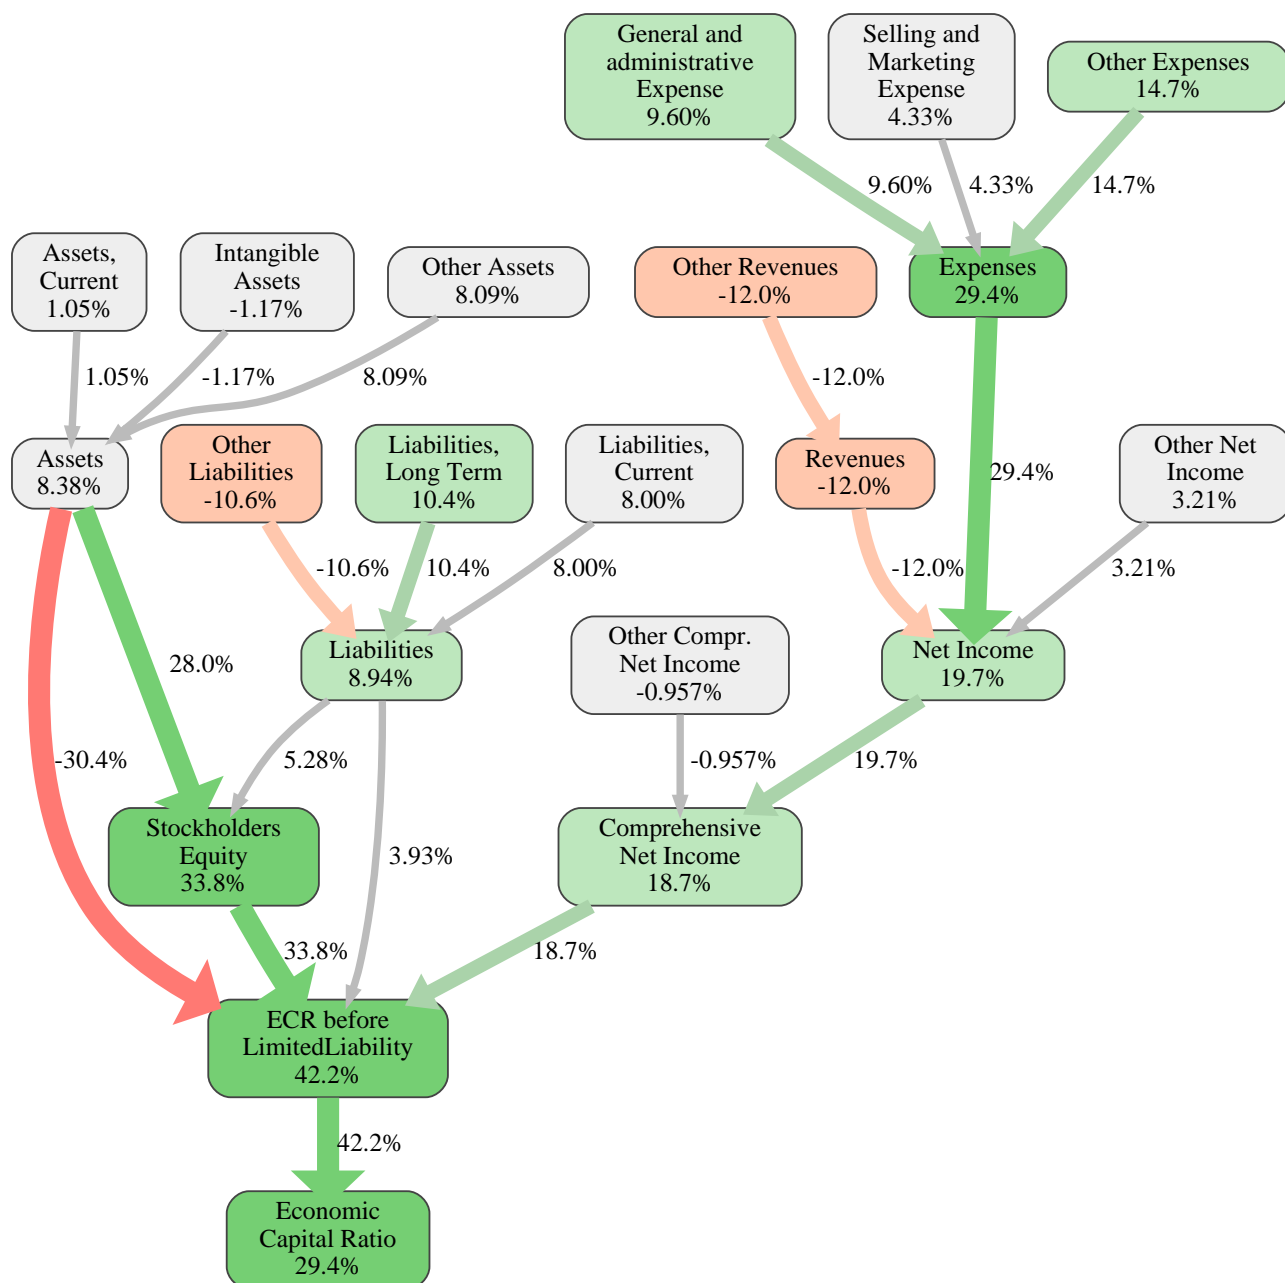 General and
administrative
Expense
9.60%
Selling and
Marketing
Expense
4.33%
Other Expenses
14.7%
9.60%
4.33%
14.7%
Assets,
Current
1.05%
Intangible
Assets
-1.17%
Other Assets
8.09%
Other Revenues
-12.0%
Expenses
29.4%
1.05%
-1.17%
8.09%
-12.0%
29.4%
Assets
8.38%
Other
Liabilities
-10.6%
Liabilities,
Long Term
10.4%
Liabilities,
Current
8.00%
Revenues
-12.0%
Other Net
Income
3.21%
28.0%
-10.6%
10.4%
8.00%
-12.0%
3.21%
Liabilities
8.94%
Other Compr.
Net Income
-0.957%
Net Income
19.7%
-30.4%
5.28%
3.93%
-0.957%
19.7%
Stockholders
Equity
33.8%
Comprehensive
Net Income
18.7%
33.8%
18.7%
ECR before
LimitedLiability
42.2%
42.2%
Economic
Capital Ratio
29.4%